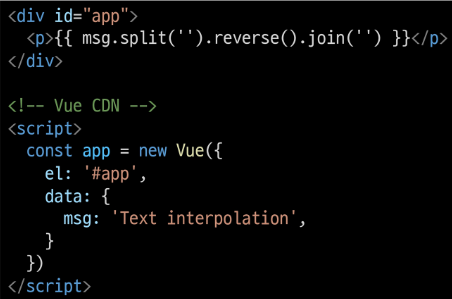 <div id="app">
  <p>{{ msg.split('').reverse().join('') }}</p>
</div>

<!-- Vue CDN -->
<script>
  const app = new Vue({
    el: '#app',
    data: {
      msg: 'Text interpolation',
    }
  })
</script>